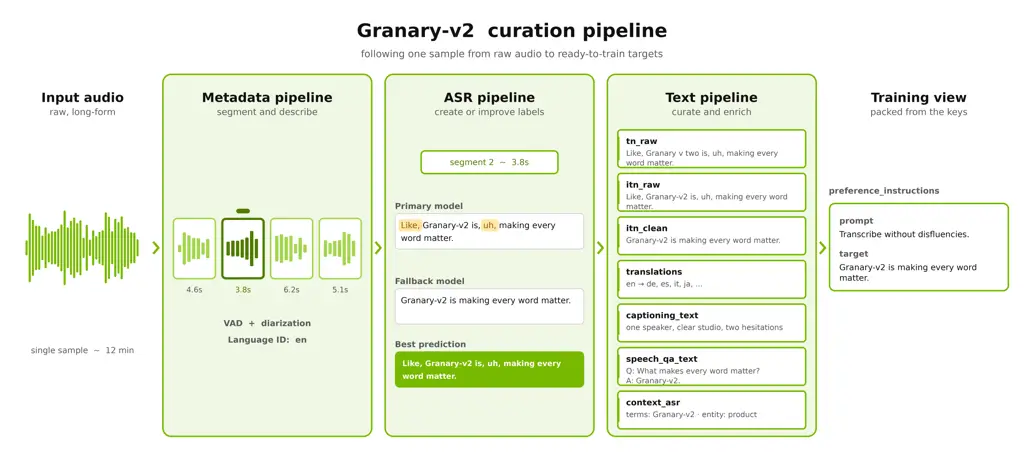 Granary-v2 curation pipeline
following one sample from raw audio to ready-to-train targets
Input audio
raw, long-form
single sample ~ 12 min
Metadata pipeline
segment and describe
4.6s
3.8s
6.2s
5.1s
VAD + diarization
Language ID: en
ASR pipeline
create or improve labels
segment 2 ~ 3.8s
Primary model
Like, Granary-v2 is, uh, making every
word matter.
Fallback model
Granary-v2 is making every word matter.
Best prediction
Like, Granary-v2 is, uh, making every
word matter.
Text pipeline
curate and enrich
tn_raw
Like, Granary v two is, uh, making every
word matter.
itn_raw
Like, Granary-v2 is, uh, making every word
matter.
itn_clean
Granary-v2 is making every word matter.
translations
en → de, es, it, ja, ...
captioning_text
one speaker, clear studio, two hesitations
speech_qa_text
Q: What makes every word matter?
A: Granary-v2.
context_asr
terms: Granary-v2 · entity: product
Training view
packed from the keys
preference_instructions
prompt
Transcribe without disfluencies.
target
Granary-v2 is making every word
matter.